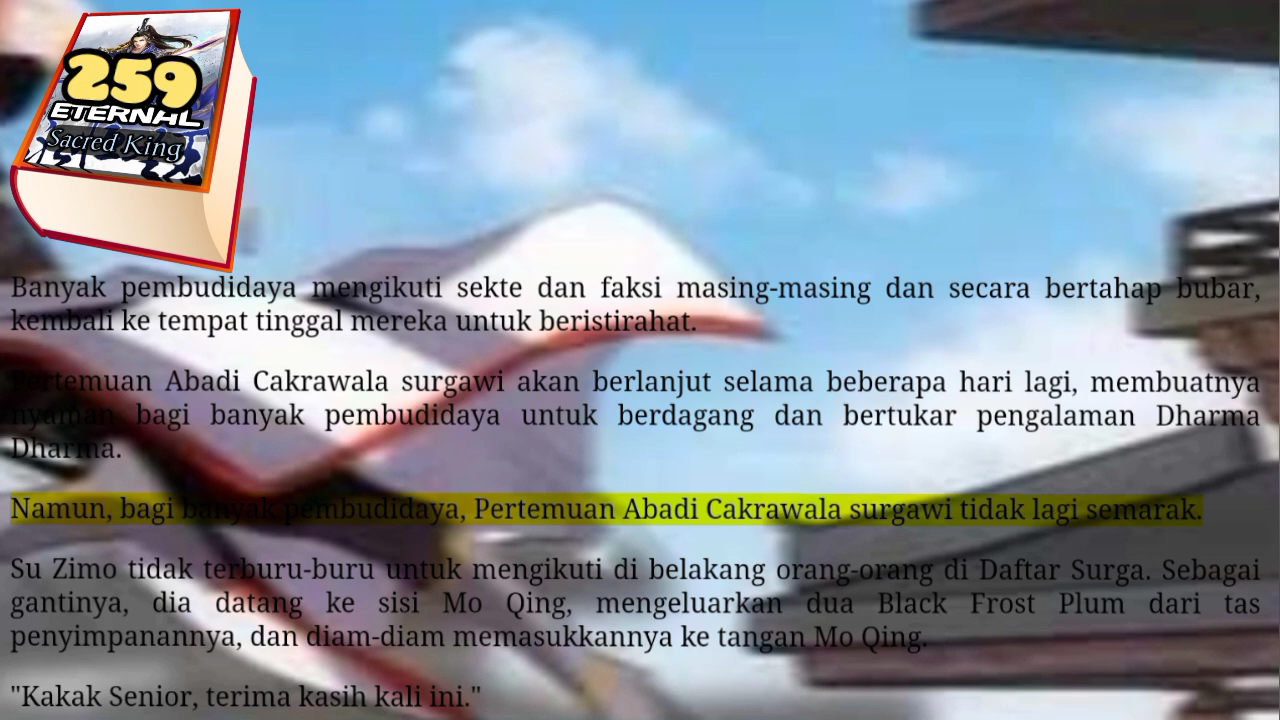 259
ETERNAL
Sacred King
Banyak pembudidaya mengikuti sekte dan faksi masing-masing dan secara bertahap bubar,
kembali ke tempat tinggal mereka untuk beristirahat.
Pertemuan Abadi Cakrawala surgawi akan berlanjut selama beberapa hari lagi, membuatnya
nyaman bagi banyak pembudidaya untuk berdagang dan bertukar pengalaman Dharma
Dharma.
Namun, bagi banyak pembudidaya, Pertemuan Abadi Cakrawala surgawi tidak lagi semarak.
Su Zimo tidak terburu-buru untuk mengikuti di belakang orang-orang di Daftar Surga. Sebagai
gantinya, dia datang ke sisi Mo Qing, mengeluarkan dua Black Frost Plum dari tas
penyimpanannya, dan diam-diam memasukkannya ke tangan Mo Qing.
"Kakak Senior, terima kasih kali ini."